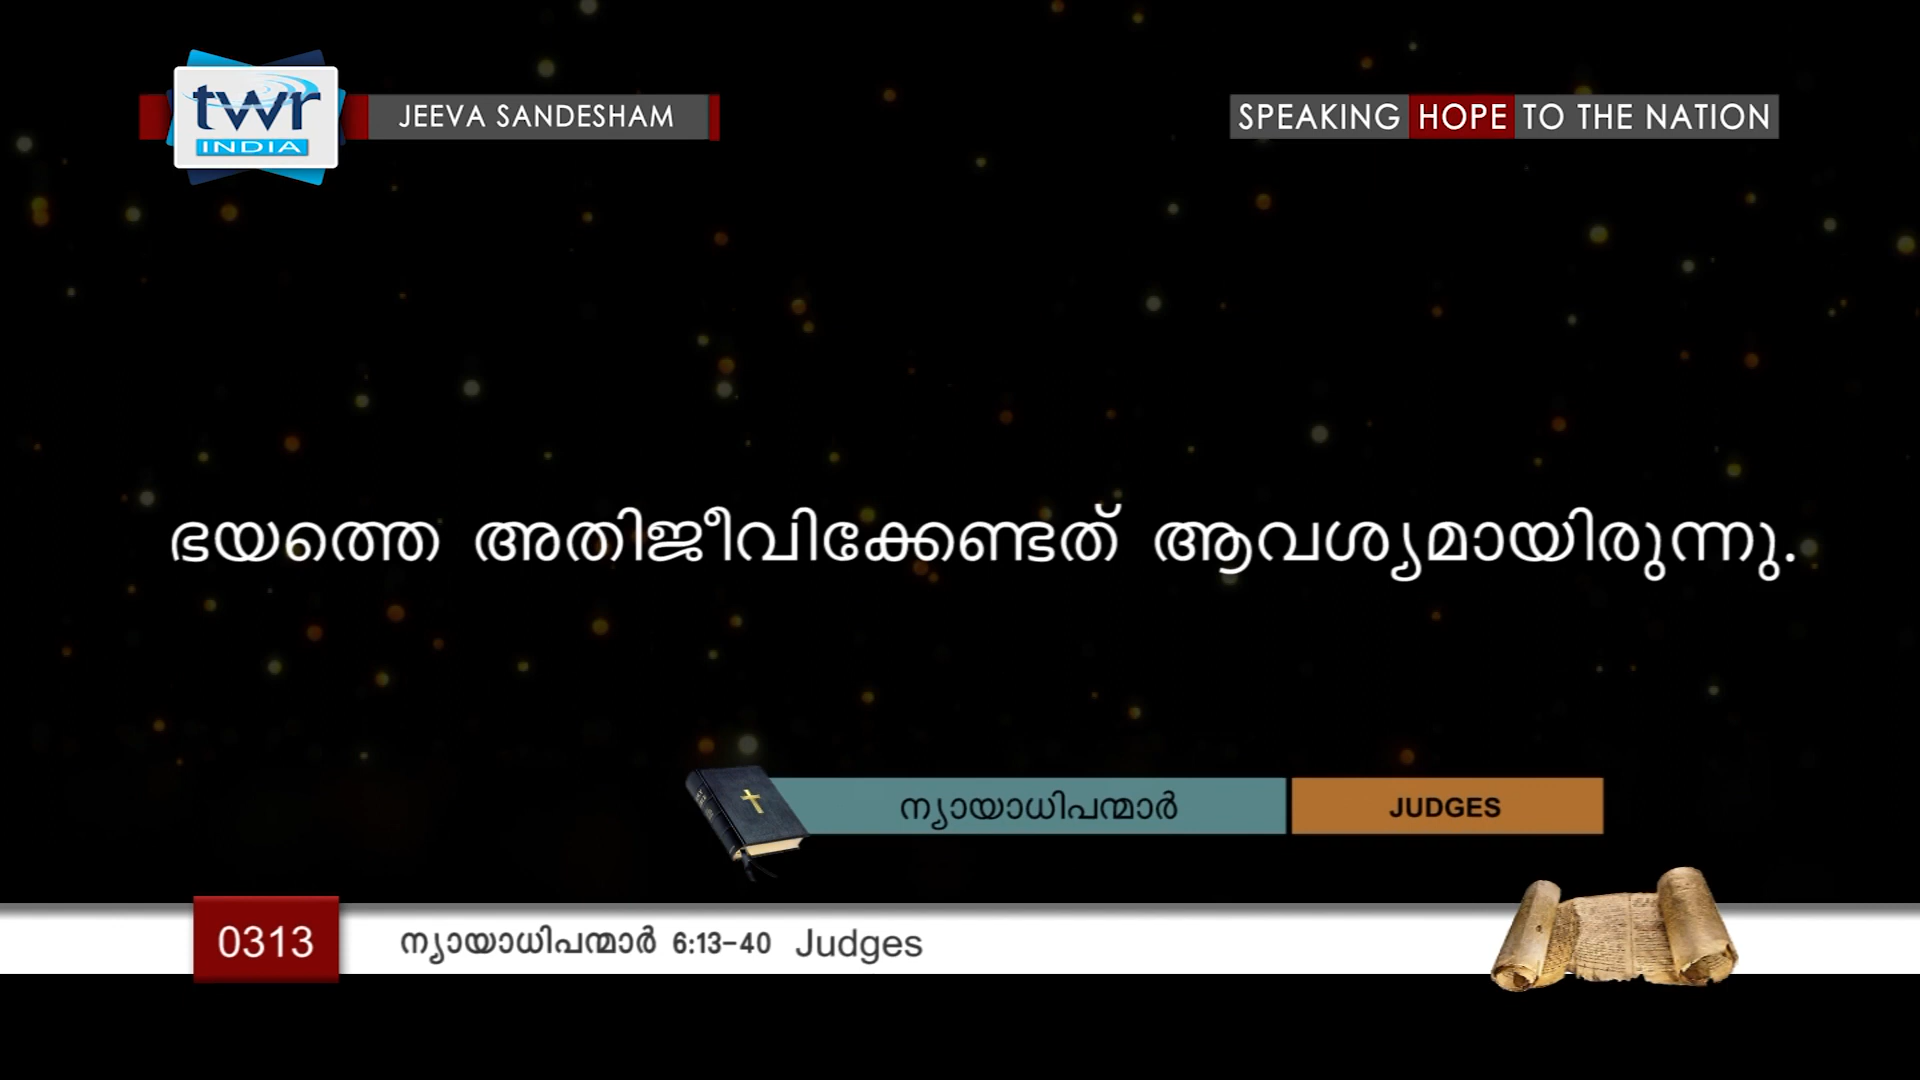 twr
INDIA
JEEVA SANDESHAM
SPEAKING HOPE TO THE NATION
ഭയത്തെ അതിജീവിക്കേണ്ടത് ആവശ്യമായിരുന്നു.
ന്യായാധിപന്മാർ
JUDGES
0313
ന്യായാധിപന്മാർ 6:13-40 Judges